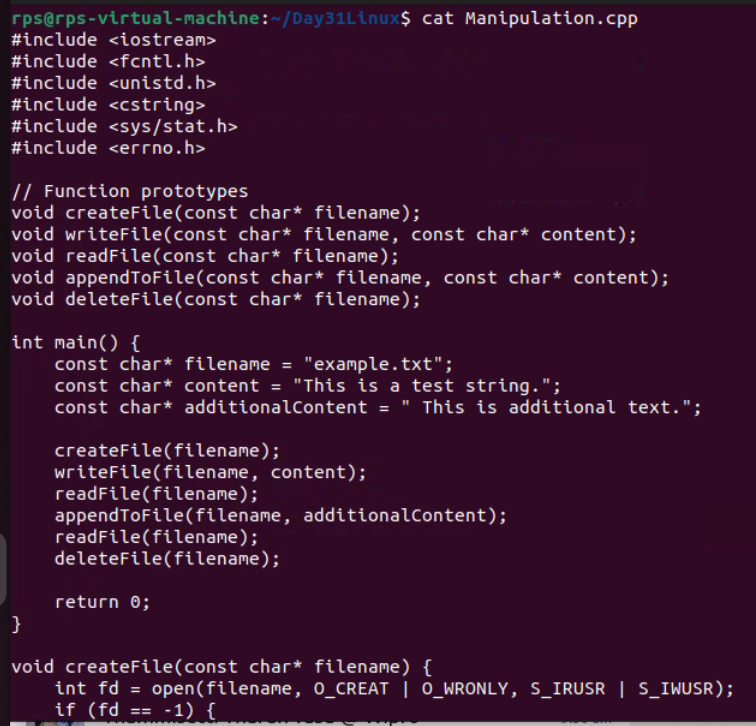 rps@rps-virtual-machine:~/Day31Linux$ cat Manipulation.cpp
#include <iostream>
#include <fcntl.h>
#include <unistd.h>
#include <cstring>
#include <sys/stat.h>
#include <errno.h>

// Function prototypes
void createFile(const char* filename);
void writeFile(const char* filename, const char* content);
void readFile(const char* filename);
void appendToFile(const char* filename, const char* content);
void deleteFile(const char* filename);

int main() {
    const char* filename = "example.txt";
    const char* content = "This is a test string.";
    const char* additionalContent = " This is additional text.";

    createFile(filename);
    writeFile(filename, content);
    readFile(filename);
    appendToFile(filename, additionalContent);
    readFile(filename);
    deleteFile(filename);

    return 0;
}

void createFile(const char* filename) {
    int fd = open(filename, O_CREAT | O_WRONLY, S_IRUSR | S_IWUSR);
    if (fd == -1) {